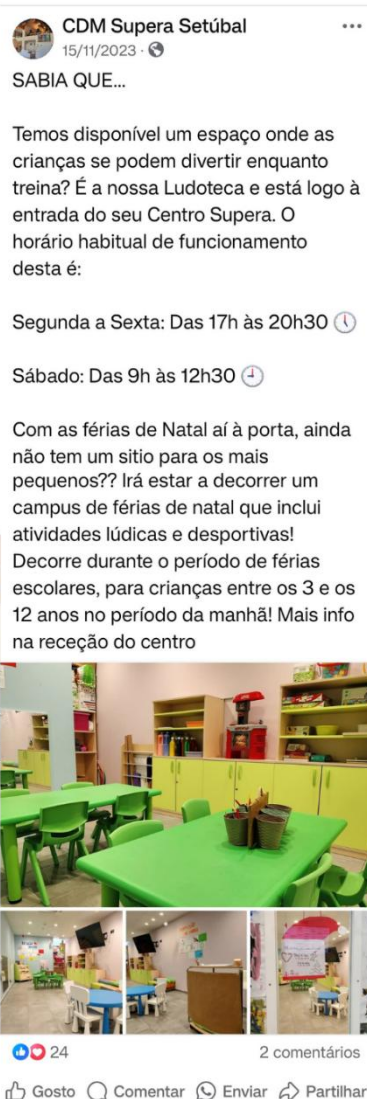 CDM Supera Setúbal
15/11/2023
SABIA QUE...
Temos disponível um espaço onde as
crianças se podem divertir enquanto
treina? É a nossa Ludoteca e está logo à
entrada do seu Centro Supera. O
horário habitual de funcionamento
desta é:
Segunda a Sexta: Das 17h às 20h30
Sábado: Das 9h às 12h30
Com as férias de Natal aí à porta, ainda
não tem um sitio para os mais
pequenos?? Irá estar a decorrer um
campus de férias de natal que inclui
atividades lúdicas e desportivas!
Decorre durante o período de férias
escolares, para crianças entre os 3 e os
12 anos no período da manhã! Mais info
na receção do centro
24
2 comentários
Gosto Comentar Enviar Partilhar